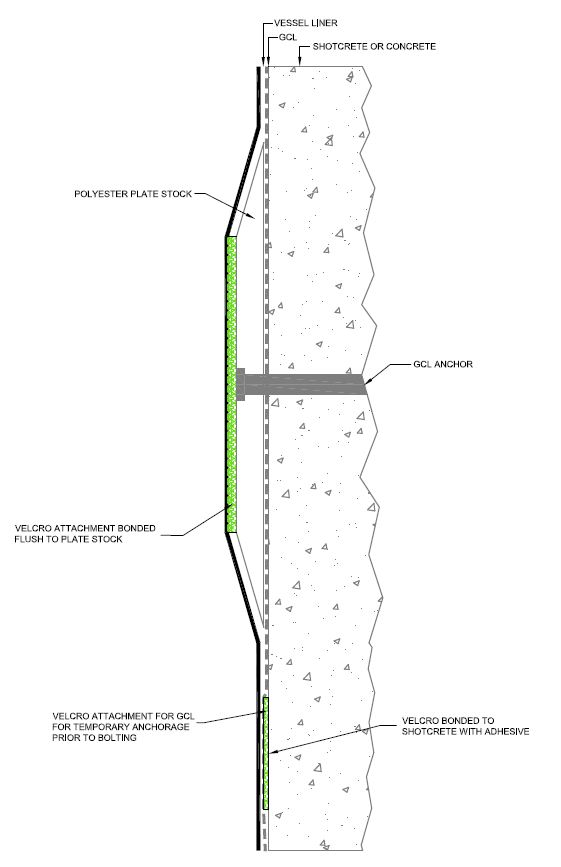 VESSEL LINER
GCL
SHOTCRETE OR CONCRETE
POLYESTER PLATE STOCK
GCL ANCHOR
VELCRO ATTACHMENT BONDED
FLUSH TO PLATE STOCK
VELCRO ATTACHMENT FOR GCL
FOR TEMPORARY ANCHORAGE
PRIOR TO BOLTING
VELCRO BONDED TO
SHOTCRETE WITH ADHESIVE